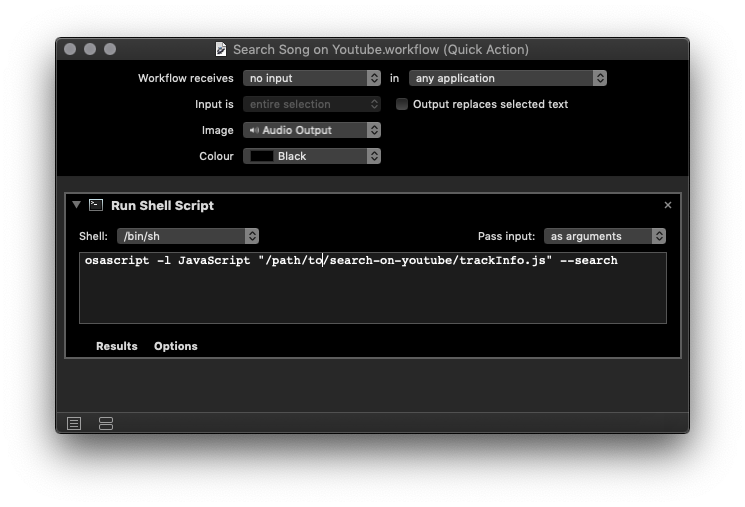 Search Song on Youtube.workflow (Quick Action)
Workflow receives no input in any application
Input is entire selection Output replaces selected text
Image Audio Output
Colour Black
Run Shell Script
Shell: /bin/sh Pass input: as arguments
osascript -l JavaScript "/path/to/search-on-youtube/trackInfo.js" --search
Results Options